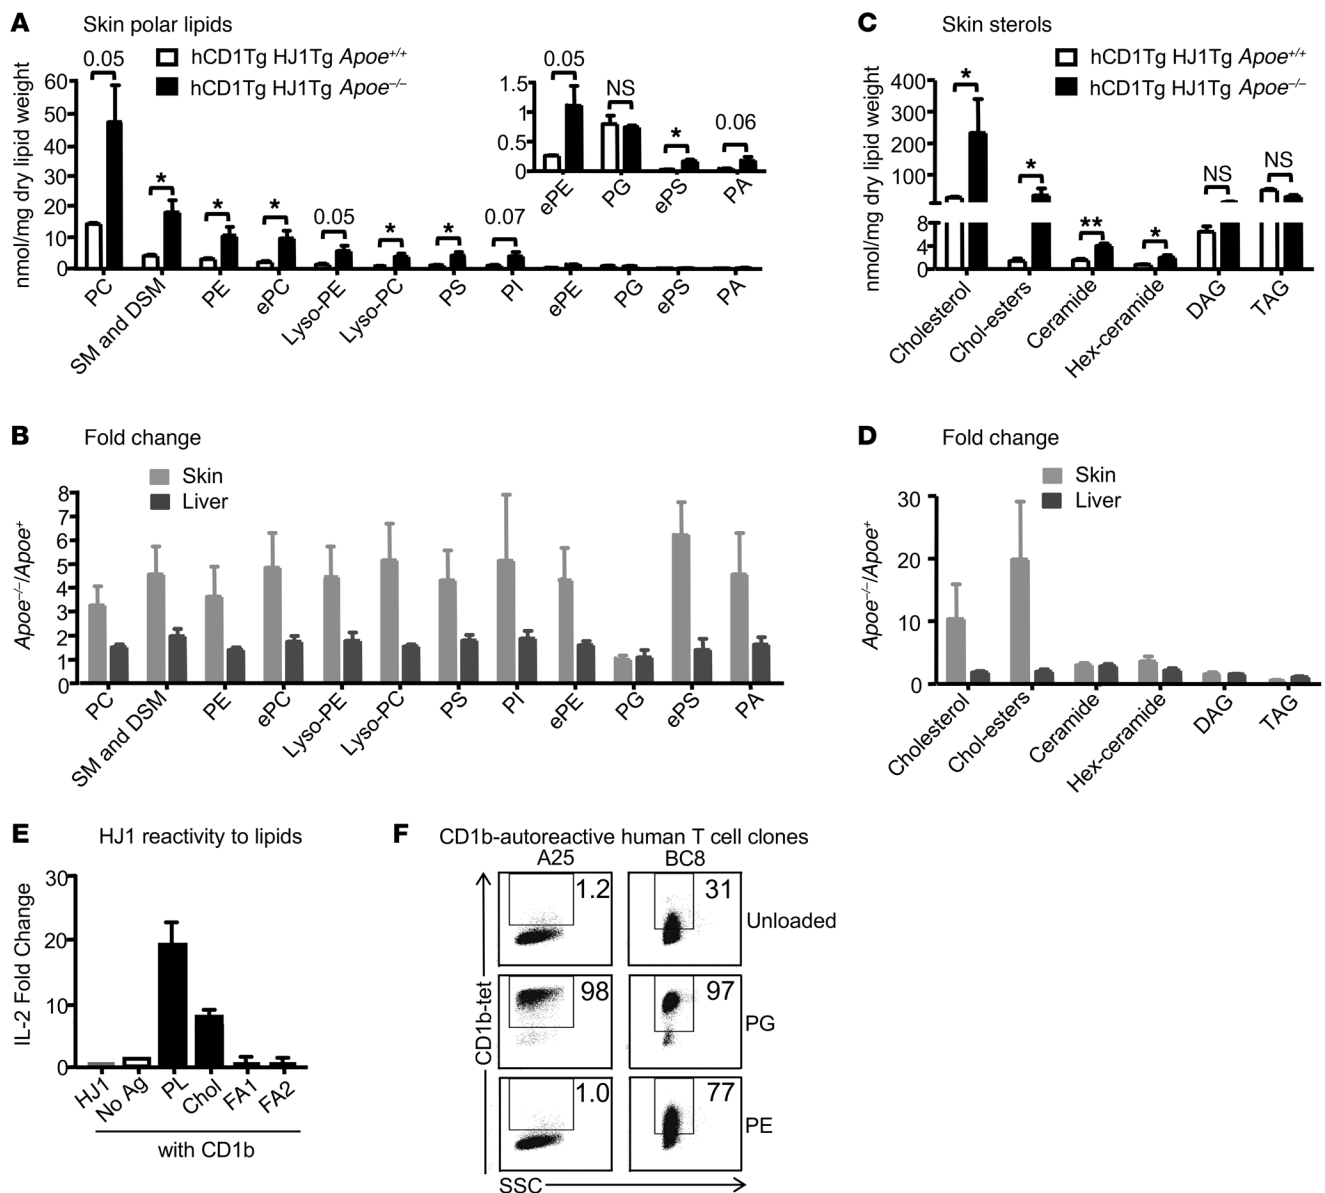 A Skin polar lipids
hCD1Tg HJ1Tg Apoe+/+
hCD1Tg HJ1Tg Apoe–/–
nmol/mg dry lipid weight
60
50
40
30
20
10
0
0.05
*
*
*
0.05
*
*
0.07
PC
SM and DSM
PE
ePC
Lyso-PE
Lyso-PC
PS
PI
ePE
PG
ePS
PA
1.5
1
0.5
0
0.05
NS
*
0.06
ePE
PG
ePS
PA
C Skin sterols
hCD1Tg HJ1Tg Apoe+/+
hCD1Tg HJ1Tg Apoe–/–
nmol/mg dry lipid weight
400
300
200
100
8
4
0
*
*
**
*
NS
NS
Cholesterol
Chol-esters
Ceramide
Hex-ceramide
DAG
TAG
B Fold change
Skin
Liver
Apoe–/–/Apoe+
8
7
6
5
4
3
2
1
0
PC
SM and DSM
PE
ePC
Lyso-PE
Lyso-PC
PS
PI
ePE
PG
ePS
PA
D Fold change
Skin
Liver
Apoe–/–/Apoe+
30
20
10
0
Cholesterol
Chol-esters
Ceramide
Hex-ceramide
DAG
TAG
E HJ1 reactivity to lipids
IL-2 Fold Change
30
20
10
0
HJ1
No Ag
PL
Chol
FA1
FA2
with CD1b
F CD1b-autoreactive human T cell clones
A25 BC8
1.2 31 Unloaded
98 97 PG
1.0 77 PE
CD1b-tet
SSC